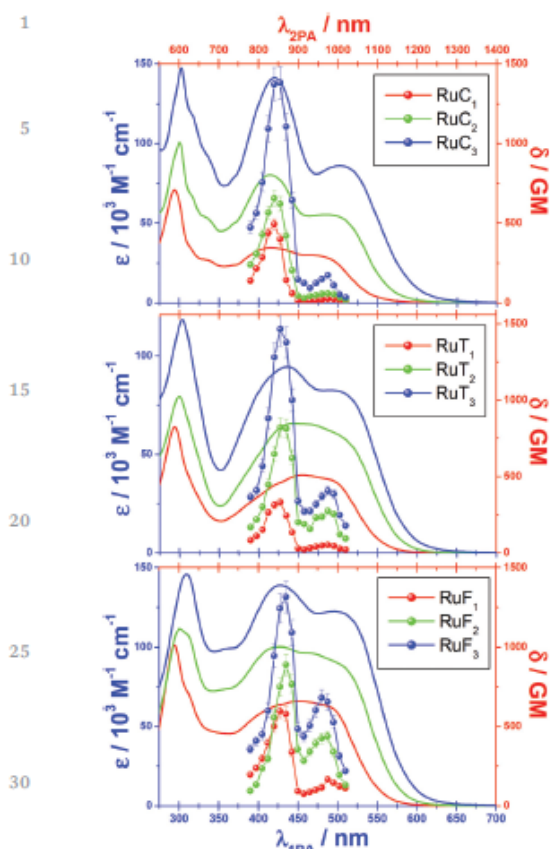 1
5
10
15
20
25
30
λ2PA / nm
600 700 800 900 1000 1100 1200 1300 1400
150
100
50
0
ε / 10³ M⁻¹ cm⁻¹
RuC₁
RuC₂
RuC₃
1500
1000
500
0
δ / GM
100
50
0
ε / 10³ M⁻¹ cm⁻¹
RuT₁
RuT₂
RuT₃
1500
1000
500
0
δ / GM
150
100
50
0
ε / 10³ M⁻¹ cm⁻¹
RuF₁
RuF₂
RuF₃
1500
1000
500
0
δ / GM
300 350 400 450 500 550 600 650 700
λ1PA / nm